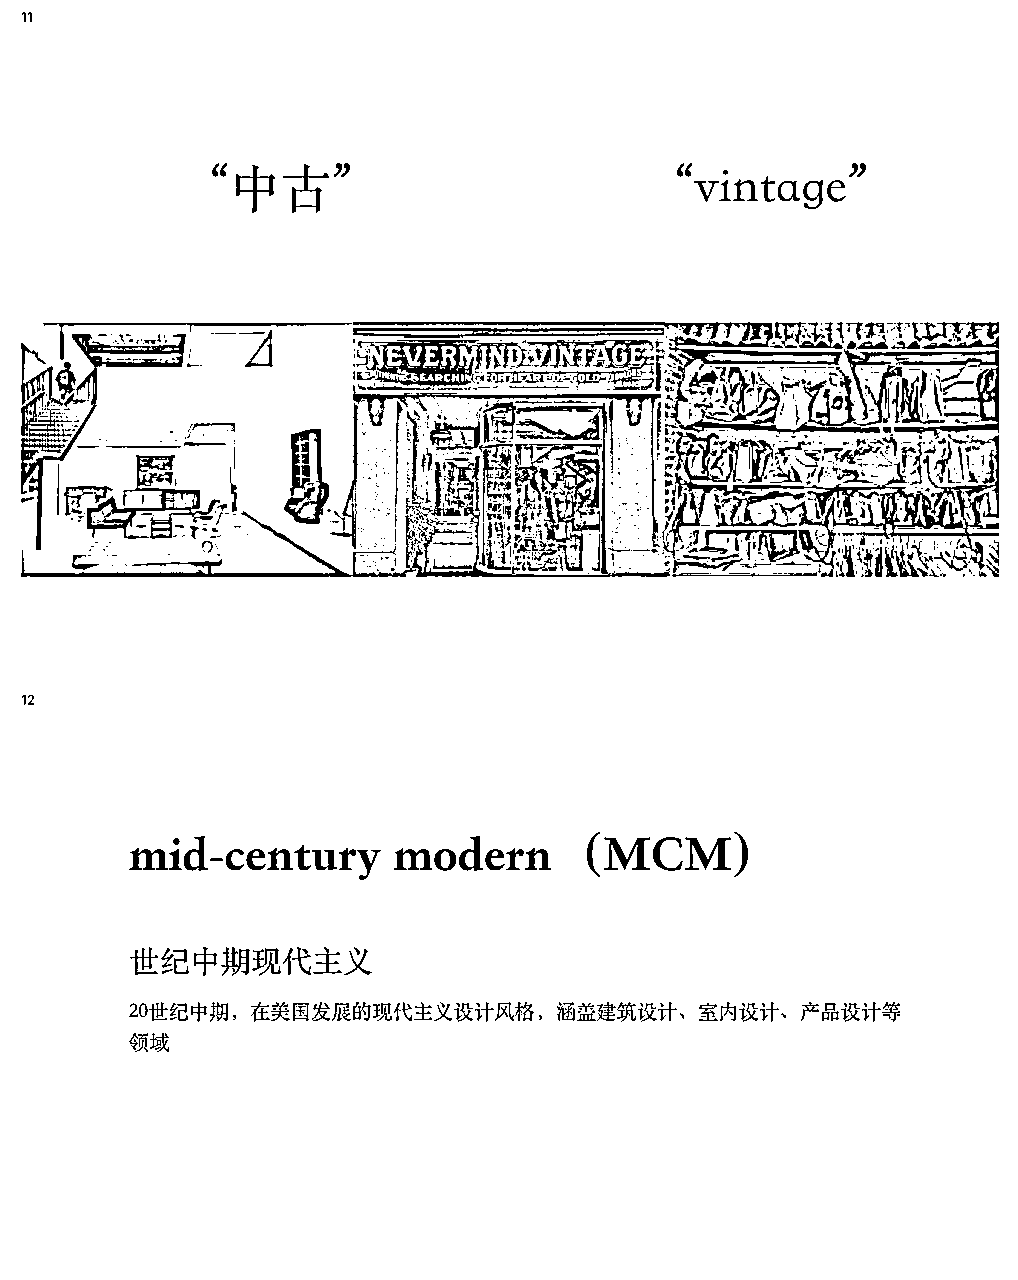 11
“中古” “vintage”
NEVERMIND VINTAGE
12
mid-century modern （MCM）
世纪中期现代主义
20世纪中期，在美国发展的现代主义设计风格，涵盖建筑设计、室内设计、产品设计等
领域